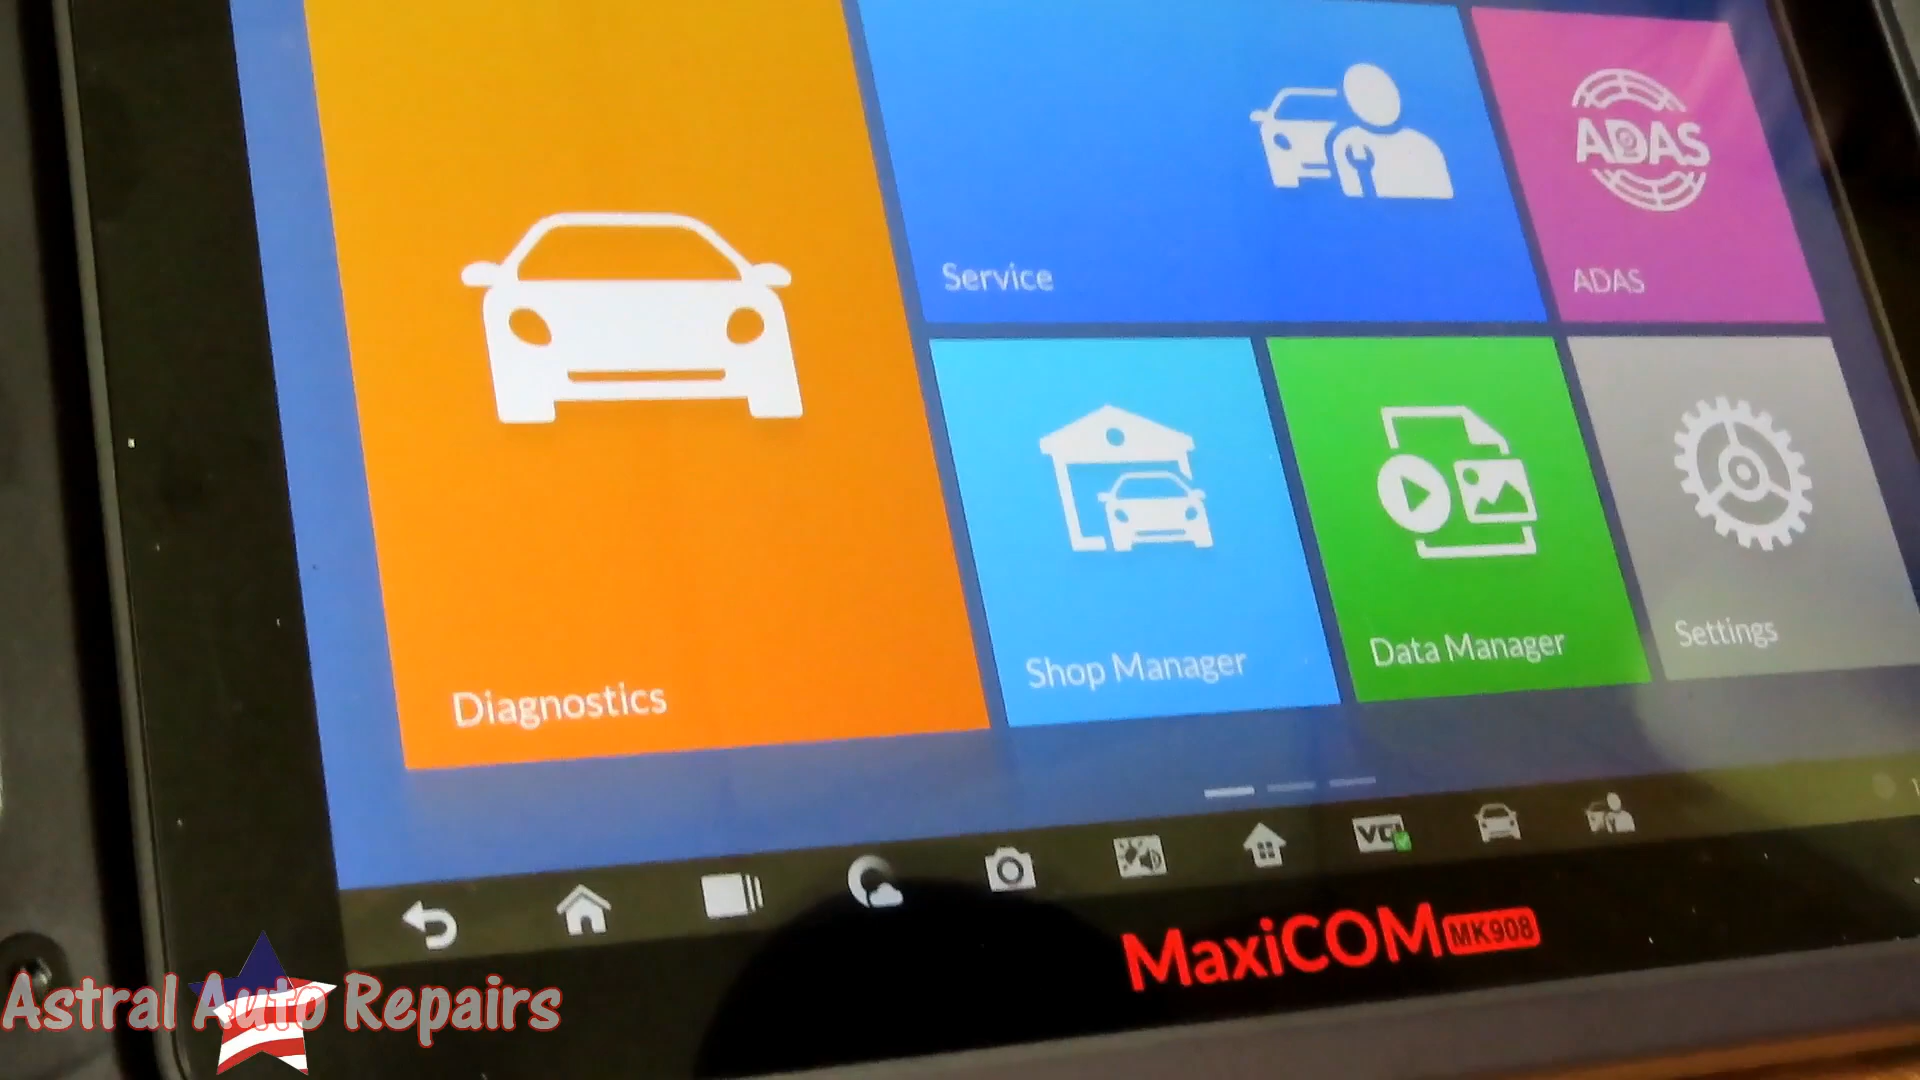 Service
ADAS
ADAS
Diagnostics
Shop Manager
Data Manager
Settings
VCI
MaxiCOM MK908
Astral Auto Repairs